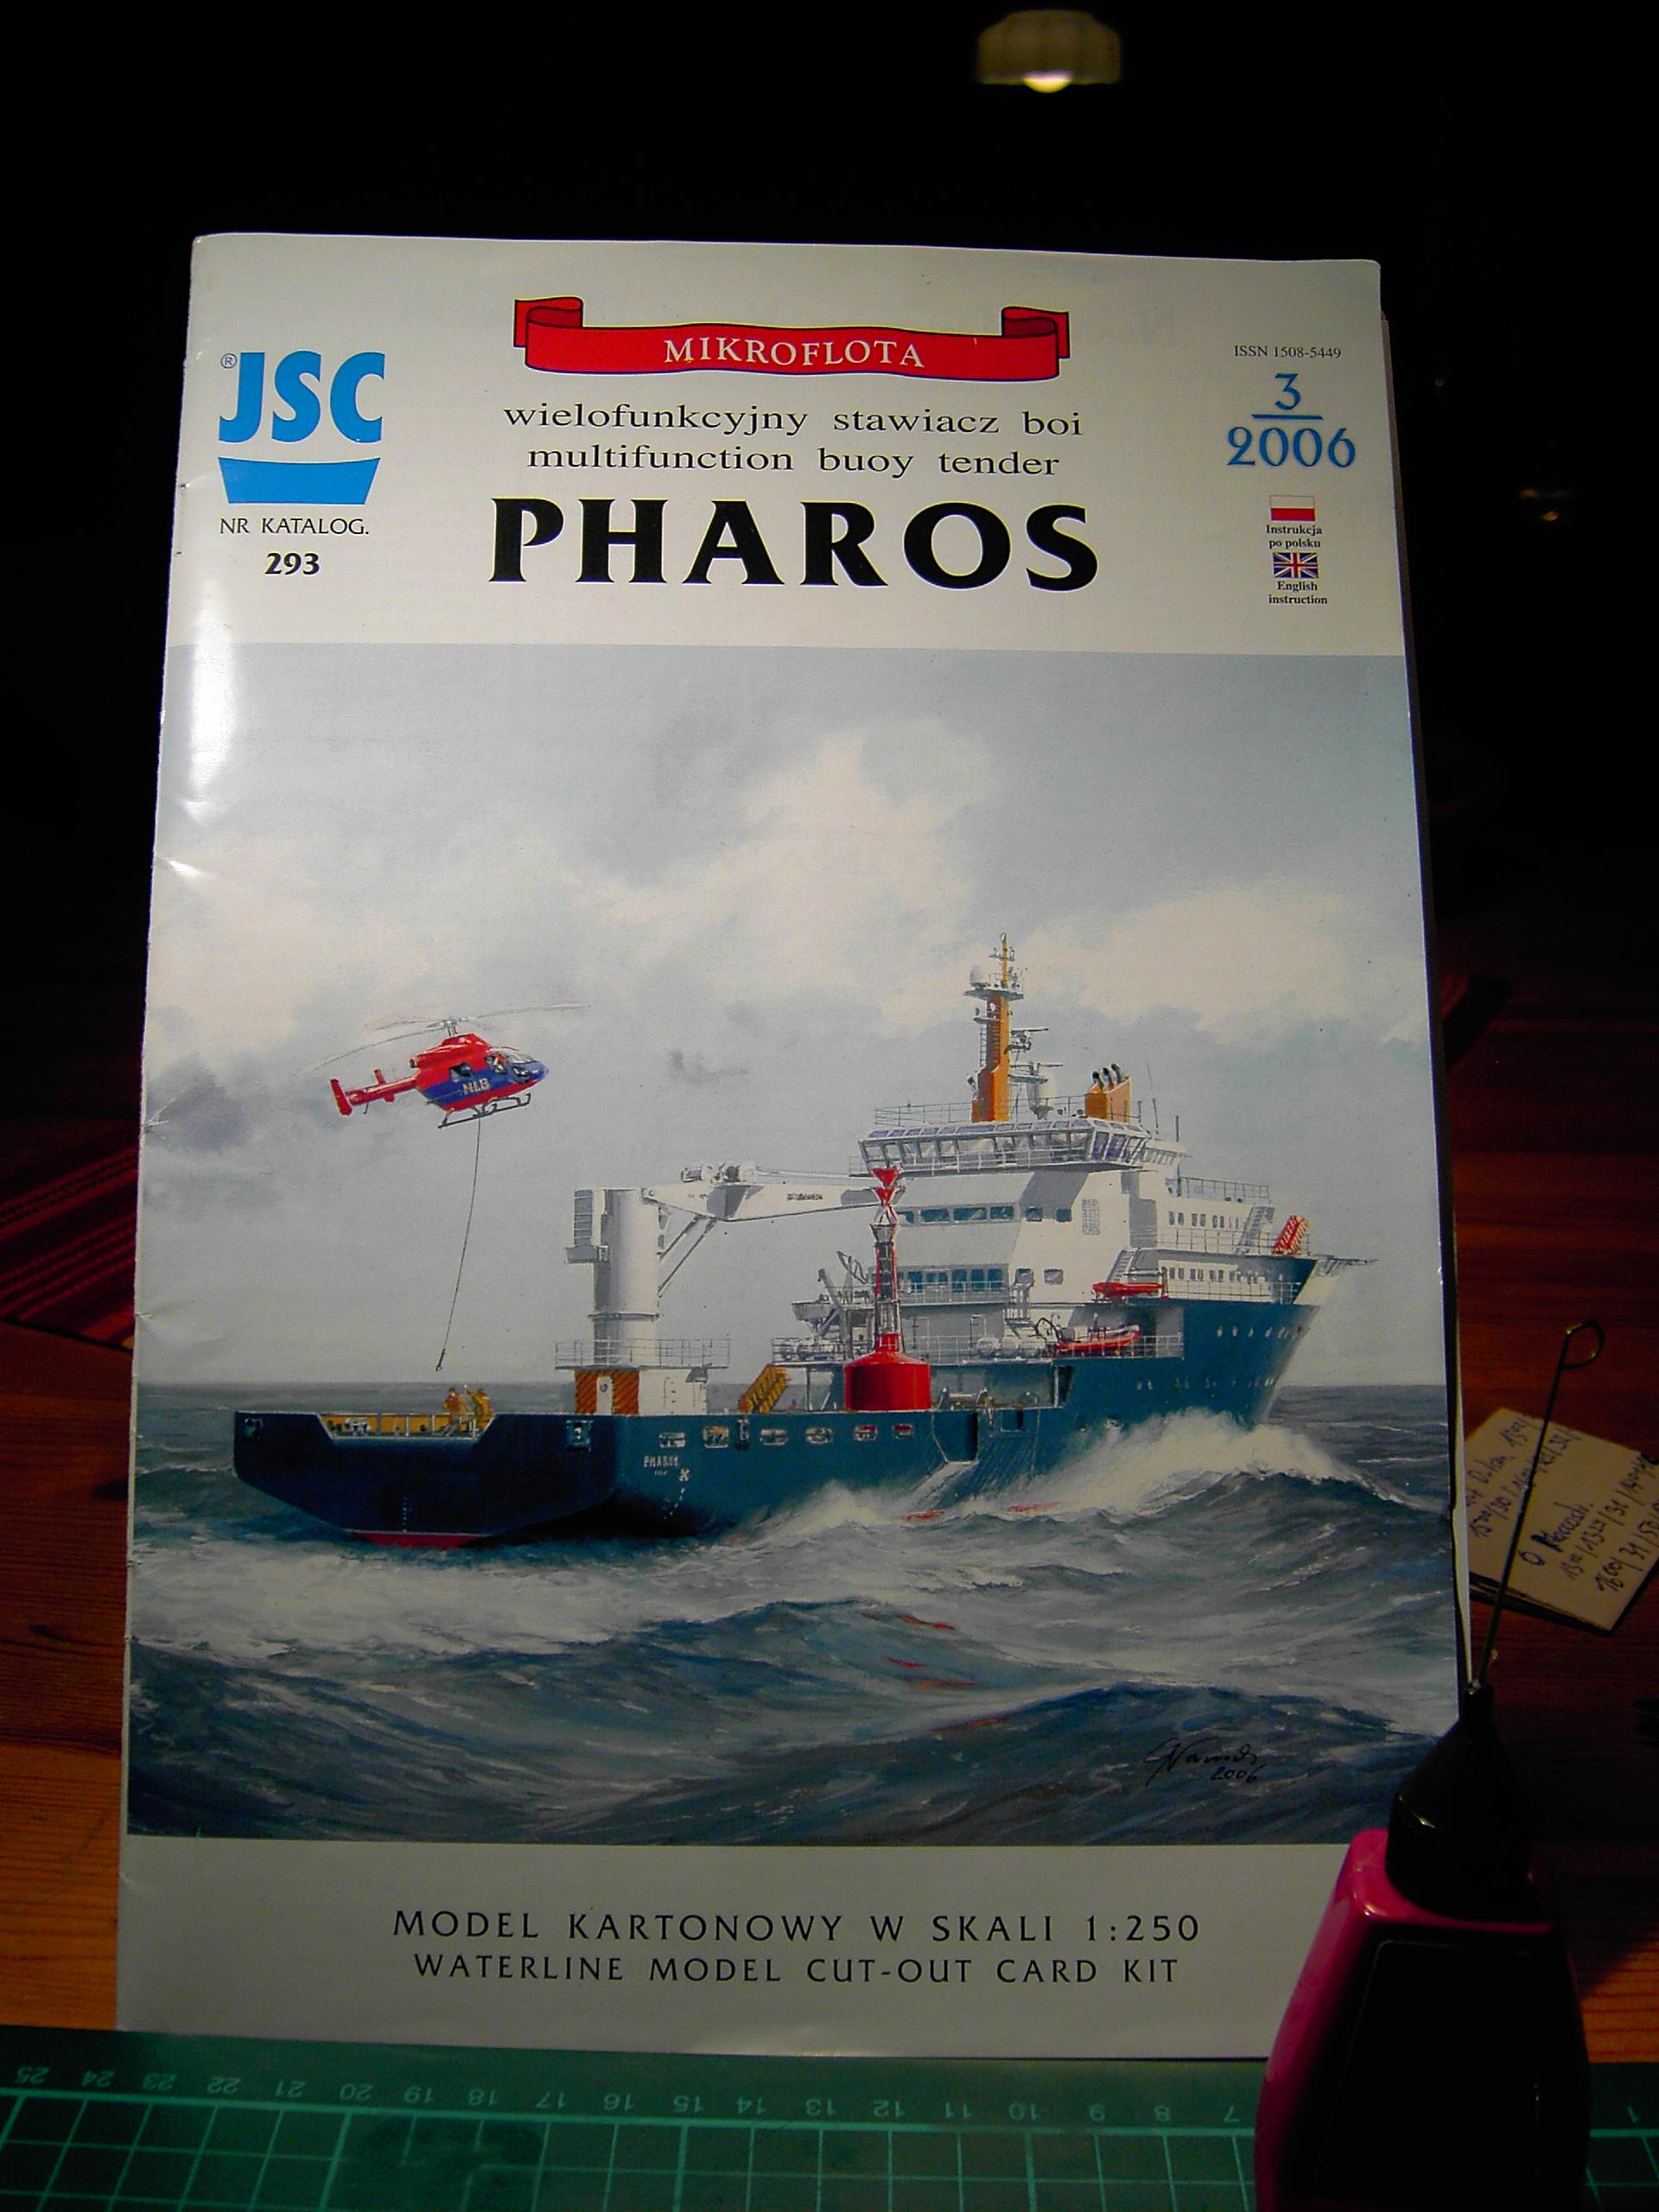 MIKROFLOTA
®JSC
NR KATALOG.
293
wielofunkcyjny stawiacz boi
multifunction buoy tender
PHAROS
ISSN 1508-5449
3
2006
Instrukcja
po polsku
English
instruction
NLB
PHAROS
2006
MODEL KARTONOWY W SKALI 1:250
WATERLINE MODEL CUT-OUT CARD KIT
25 24 23 22 21 20 19 18 17 16 15 14 13 12 11 10 9 8 7 1